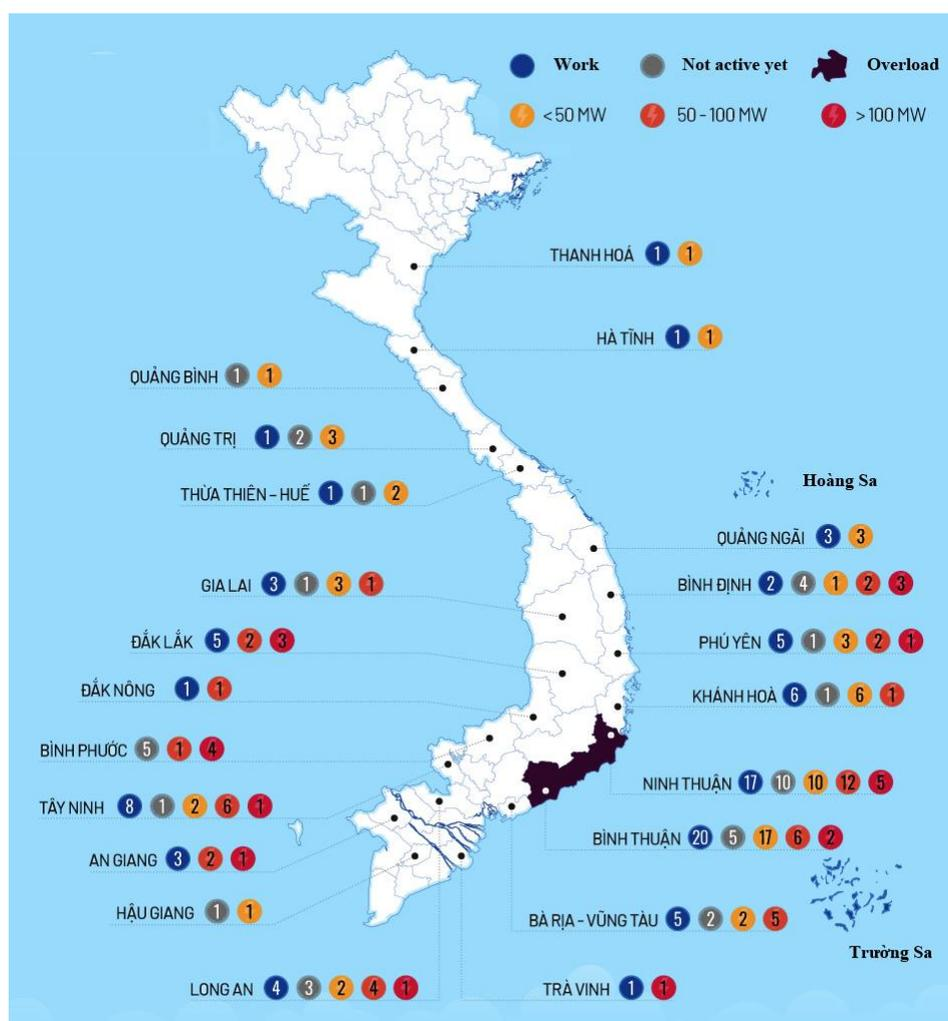 Work Not active yet Overload
<50 MW 50 - 100 MW > 100 MW
THANH HOÁ 1 1
HÀ TĨNH 1 1
QUẢNG BÌNH 1 1
QUẢNG TRỊ 1 2 3
THỪA THIÊN – HUẾ 1 1 2
Hoàng Sa
QUẢNG NGÃI 3 3
GIA LAI 3 1 3 1
BÌNH ĐỊNH 2 4 1 2 3
ĐẮK LẮK 5 2 3
PHÚ YÊN 5 1 3 2 1
ĐẮK NÔNG 1 1
KHÁNH HOÀ 6 1 6 1
BÌNH PHƯỚC 5 1 4
NINH THUẬN 17 10 10 12 5
TÂY NINH 8 1 2 6 1
BÌNH THUẬN 20 5 17 6 2
AN GIANG 3 2 1
HẬU GIANG 1 1
BÀ RỊA - VŨNG TÀU 5 2 2 5
Trường Sa
LONG AN 4 3 2 4 1
TRÀ VINH 1 1